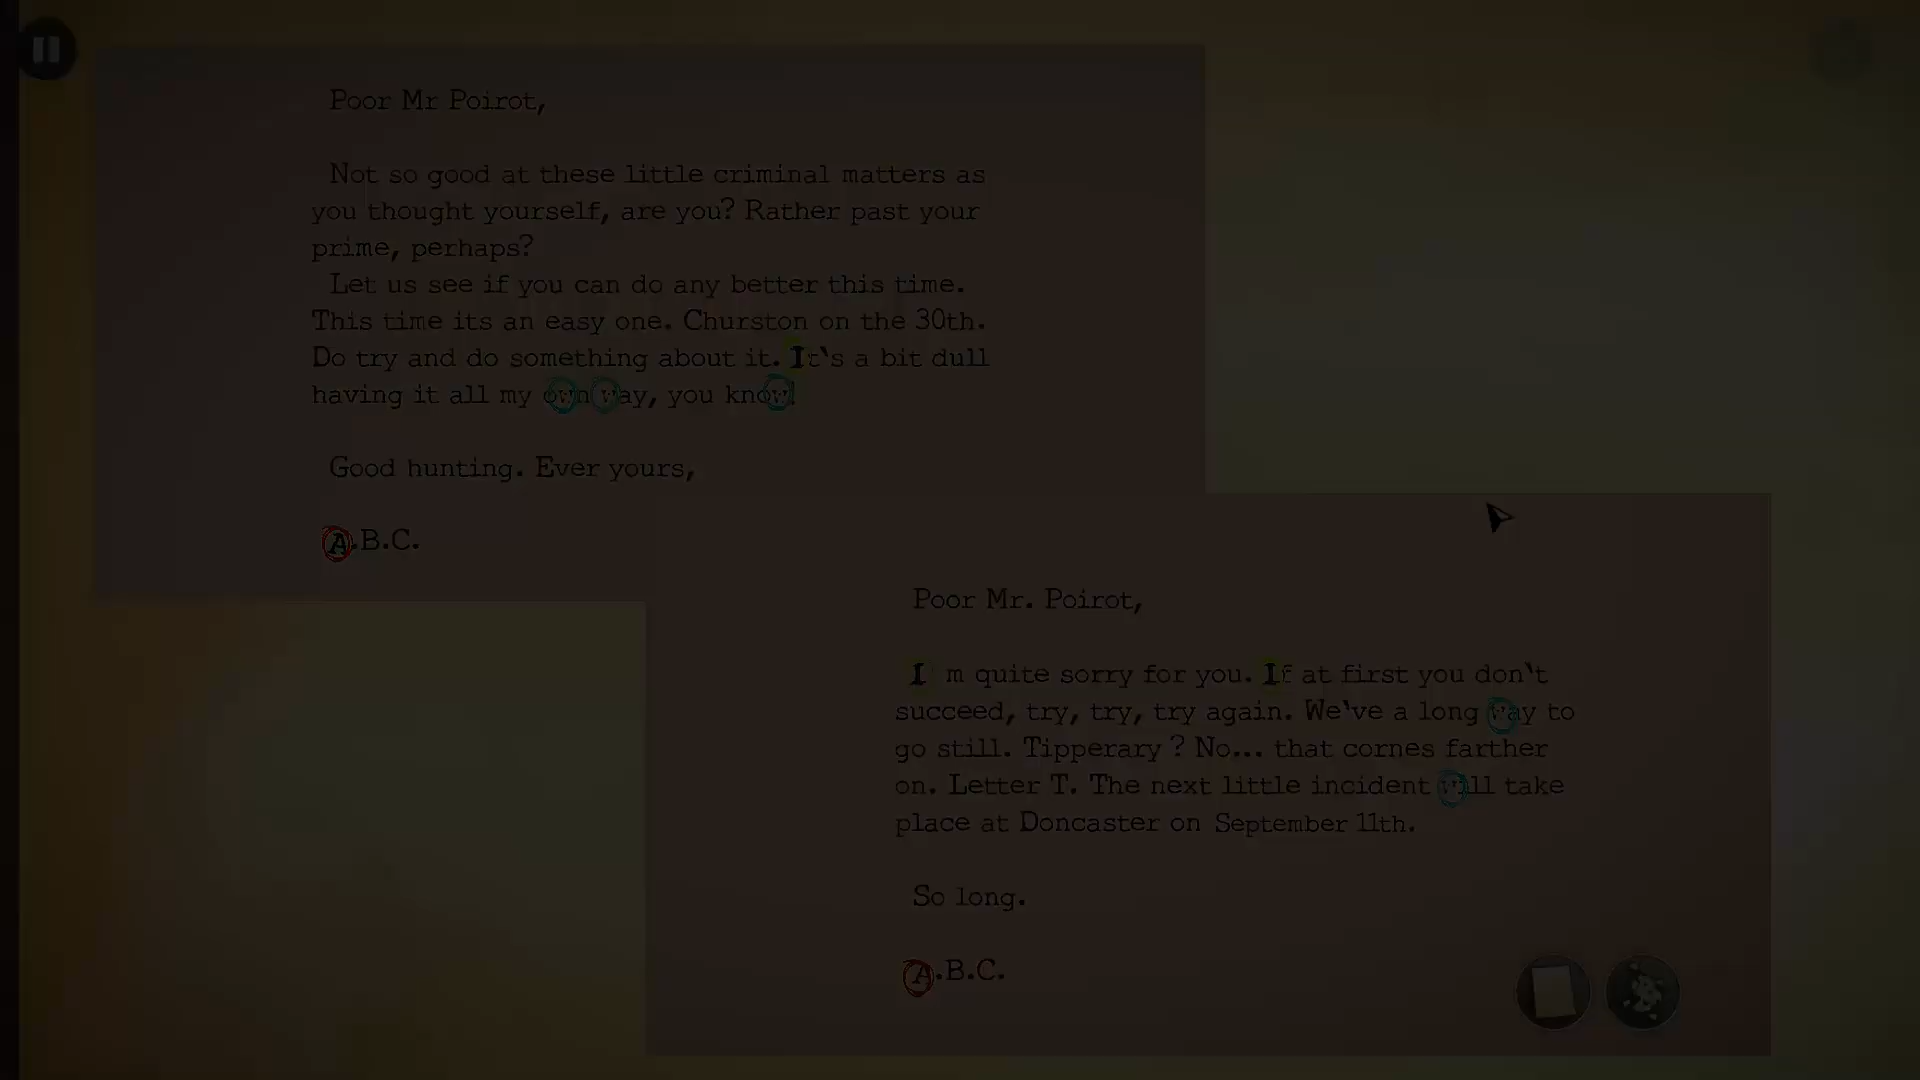 Poor Mr Poirot,
Not so good at these little criminal matters as
you thought yourself, are you? Rather past your
prime, perhaps?
Let us see if you can do any better this time.
This time its an easy one. Churston on the 30th.
Do try and do something about it. It's a bit dull
having it all my own way, you know!
Good hunting. Ever yours,
A.B.C.
Poor Mr. Poirot,
I m quite sorry for you. If at first you don't
succeed, try, try, try again. We've a long way to
go still. Tipperary ? No... that cornes farther
on. Letter T. The next little incident will take
place at Doncaster on September 11th.
So long.
A.B.C.